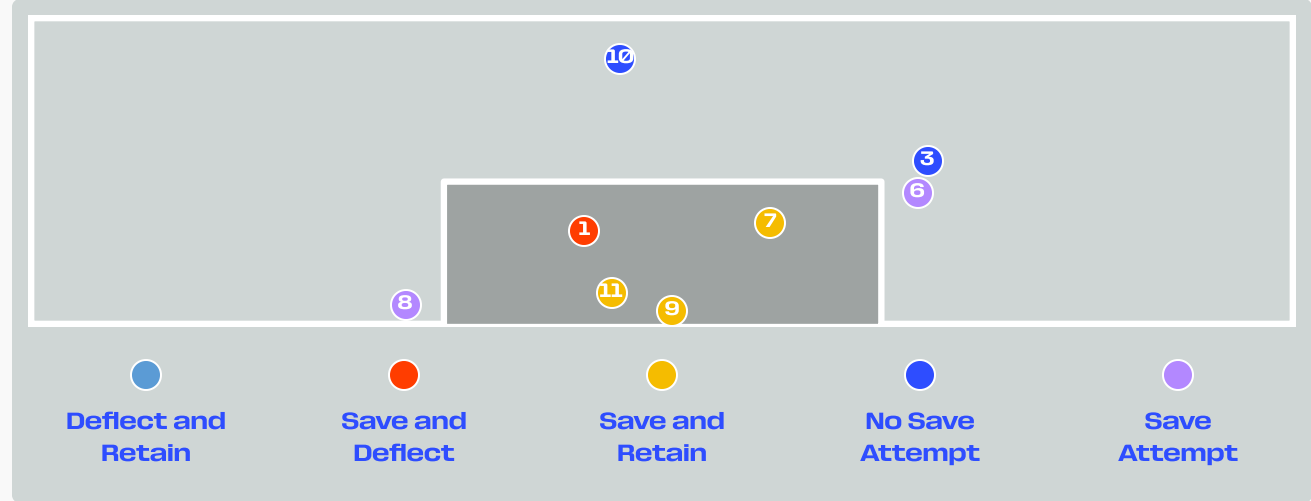 10
3
6
7
1
11
9
8
Deflect and
Retain
Save and
Deflect
Save and
Retain
No Save
Attempt
Save
Attempt